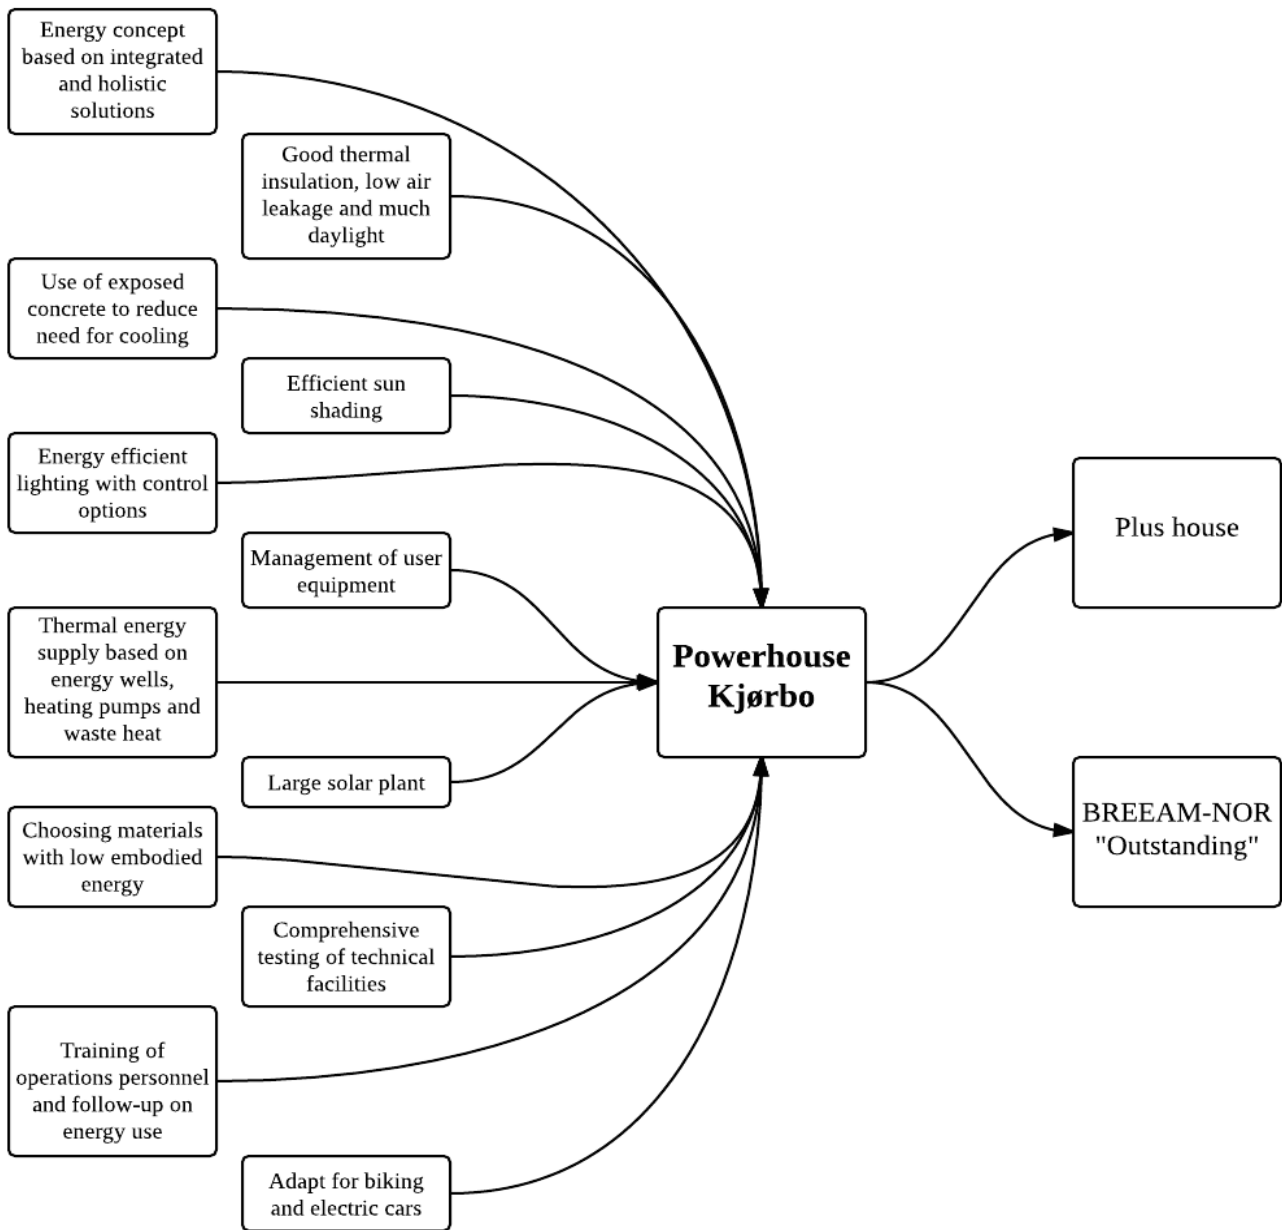 Energy concept
based on integrated
and holistic
solutions
Good thermal
insulation, low air
leakage and much
daylight
Use of exposed
concrete to reduce
need for cooling
Efficient sun
shading
Energy efficient
lighting with control
options
Management of user
equipment
Thermal energy
supply based on
energy wells,
heating pumps and
waste heat
Large solar plant
Choosing materials
with low embodied
energy
Comprehensive
testing of technical
facilities
Training of
operations personnel
and follow-up on
energy use
Adapt for biking
and electric cars
Powerhouse
Kjørbo
Plus house
BREEAM-NOR
"Outstanding"